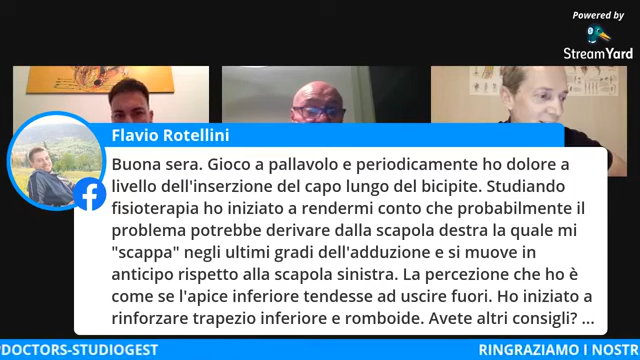 Powered by
StreamYard
Flavio Rotellini
Buona sera. Gioco a pallavolo e periodicamente ho dolore a
livello dell'inserzione del capo lungo del bicipite. Studiando
fisioterapia ho iniziato a rendermi conto che probabilmente il
problema potrebbe derivare dalla scapola destra la quale mi
"scappa" negli ultimi gradi dell'adduzione e si muove in
anticipo rispetto alla scapola sinistra. La percezione che ho è
come se l'apice inferiore tendesse ad uscire fuori. Ho iniziato a
rinforzare trapezio inferiore e romboide. Avete altri consigli? ...
DOCTORS-STUDIOGEST
RINGRAZIAMO I NOSTR